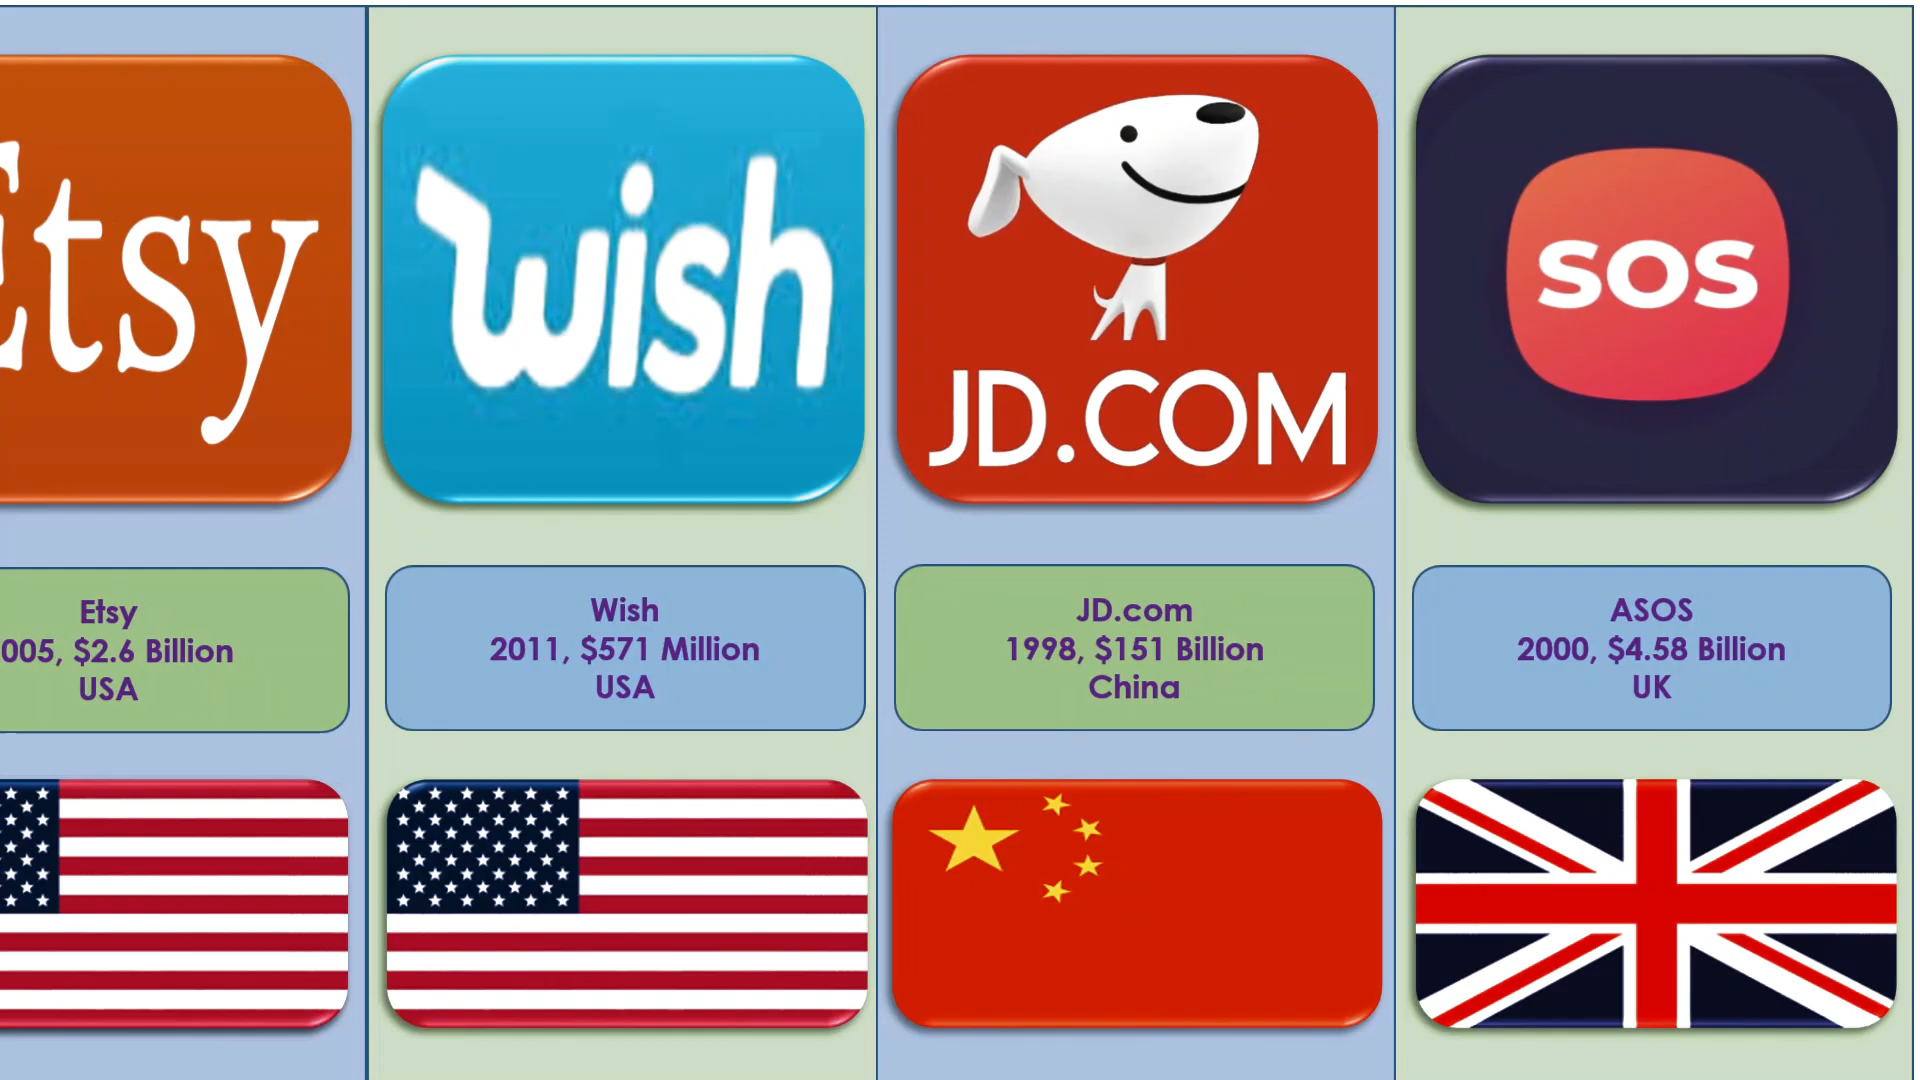 Etsy
wish
JD.COM
SOS
Etsy
005, $2.6 Billion
USA
Wish
2011, $571 Million
USA
JD.com
1998, $151 Billion
China
ASOS
2000, $4.58 Billion
UK